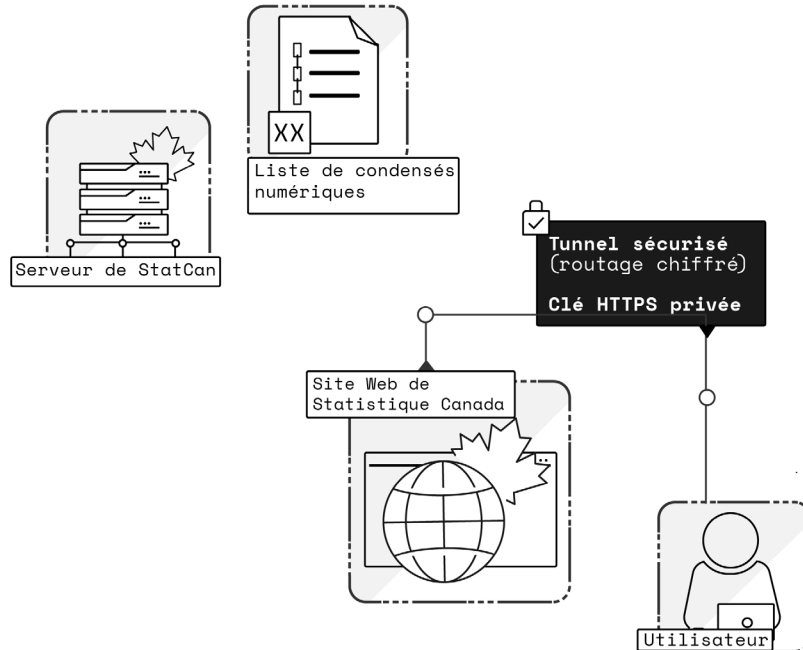 XX
Liste de condensés
numériques
Serveur de StatCan
Tunnel sécurisé
(routage chiffré)
Clé HTTPS privée
Site Web de
Statistique Canada
Utilisateur